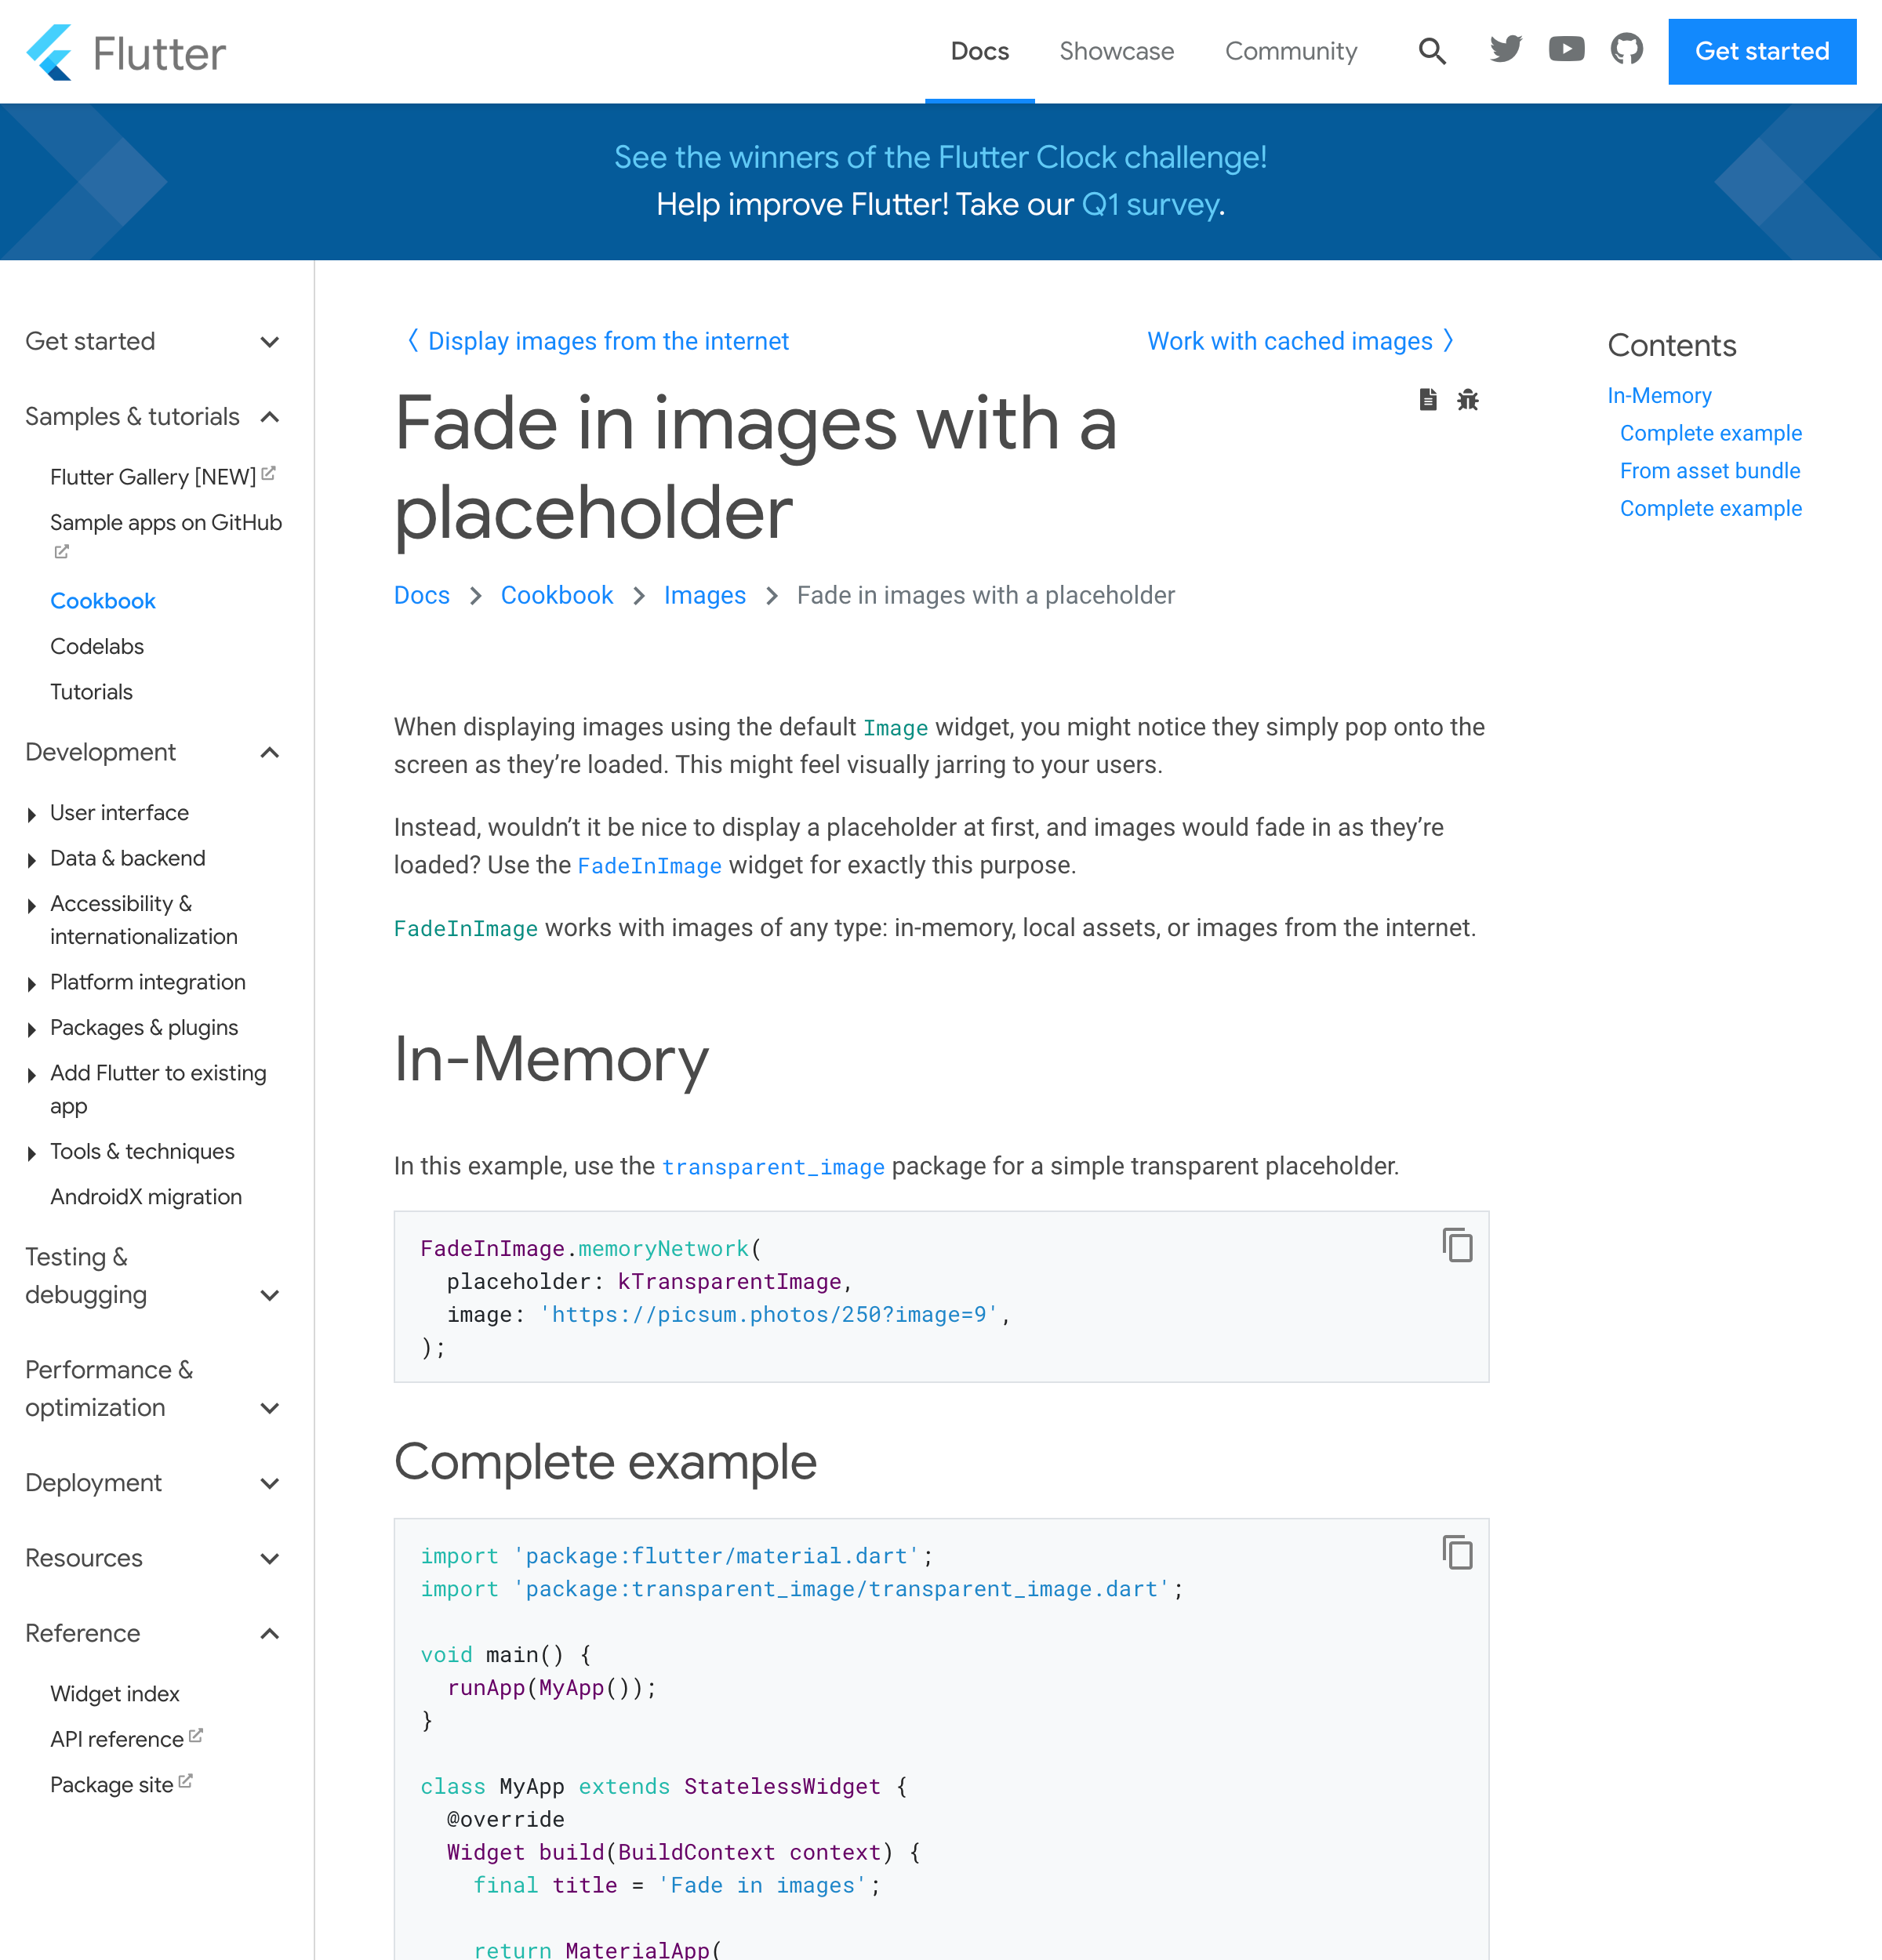 Flutter
Docs
Showcase
Community
Get started
See the winners of the Flutter Clock challenge!
Help improve Flutter! Take our Q1 survey.
Get started
Samples & tutorials
Flutter Gallery [NEW]
Sample apps on GitHub
Cookbook
Codelabs
Tutorials
Development
User interface
Data & backend
Accessibility &
internationalization
Platform integration
Packages & plugins
Add Flutter to existing
app
Tools & techniques
AndroidX migration
Testing &
debugging
Performance &
optimization
Deployment
Resources
Reference
Widget index
API reference
Package site
〈 Display images from the internet
Work with cached images 〉
Fade in images with a
placeholder
Docs
Cookbook
Images
Fade in images with a placeholder
When displaying images using the default Image widget, you might notice they simply pop onto the
screen as they’re loaded. This might feel visually jarring to your users.
Instead, wouldn’t it be nice to display a placeholder at first, and images would fade in as they’re
loaded? Use the FadeInImage widget for exactly this purpose.
FadeInImage works with images of any type: in-memory, local assets, or images from the internet.
In-Memory
In this example, use the transparent_image package for a simple transparent placeholder.
FadeInImage.memoryNetwork(
  placeholder: kTransparentImage,
  image: 'https://picsum.photos/250?image=9',
);
Complete example
import 'package:flutter/material.dart';
import 'package:transparent_image/transparent_image.dart';
void main() {
  runApp(MyApp());
}
class MyApp extends StatelessWidget {
  @override
  Widget build(BuildContext context) {
    final title = 'Fade in images';
    return MaterialApp(
Contents
In-Memory
Complete example
From asset bundle
Complete example